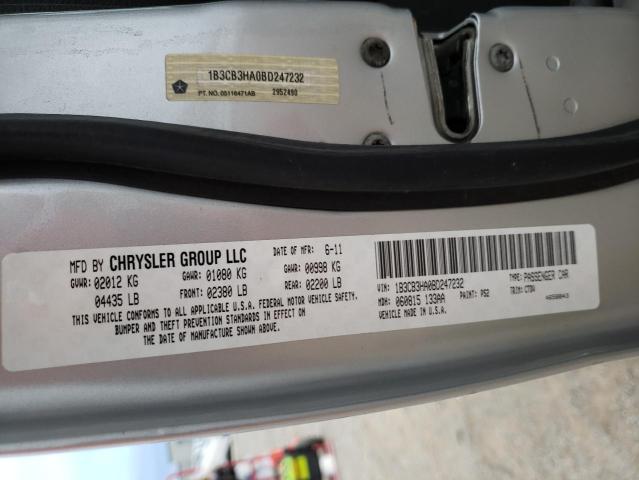 1B3CB3HA0BD247232
PT. NO. 05116471AB 2952490
MFD BY CHRYSLER GROUP LLC DATE OF MFR 6-11
GVWR: 02012 KG GAWR: 01080 KG GAWR: 00998 KG
04435 LB FRONT: 02380 LB REAR: 02200 LB
THIS VEHICLE CONFORMS TO ALL APPLICABLE U.S.A. FEDERAL MOTOR VEHICLE SAFETY,
BUMPER AND THEFT PREVENTION STANDARDS IN EFFECT ON
THE DATE OF MANUFACTURE SHOWN ABOVE.
VIN: 1B3CB3HA0BD247232 TYPE: PASSENGER CAR
MDH: 060815 133AA PAINT: PS2 TRIM: CTDV
VEHICLE MADE IN U.S.A.